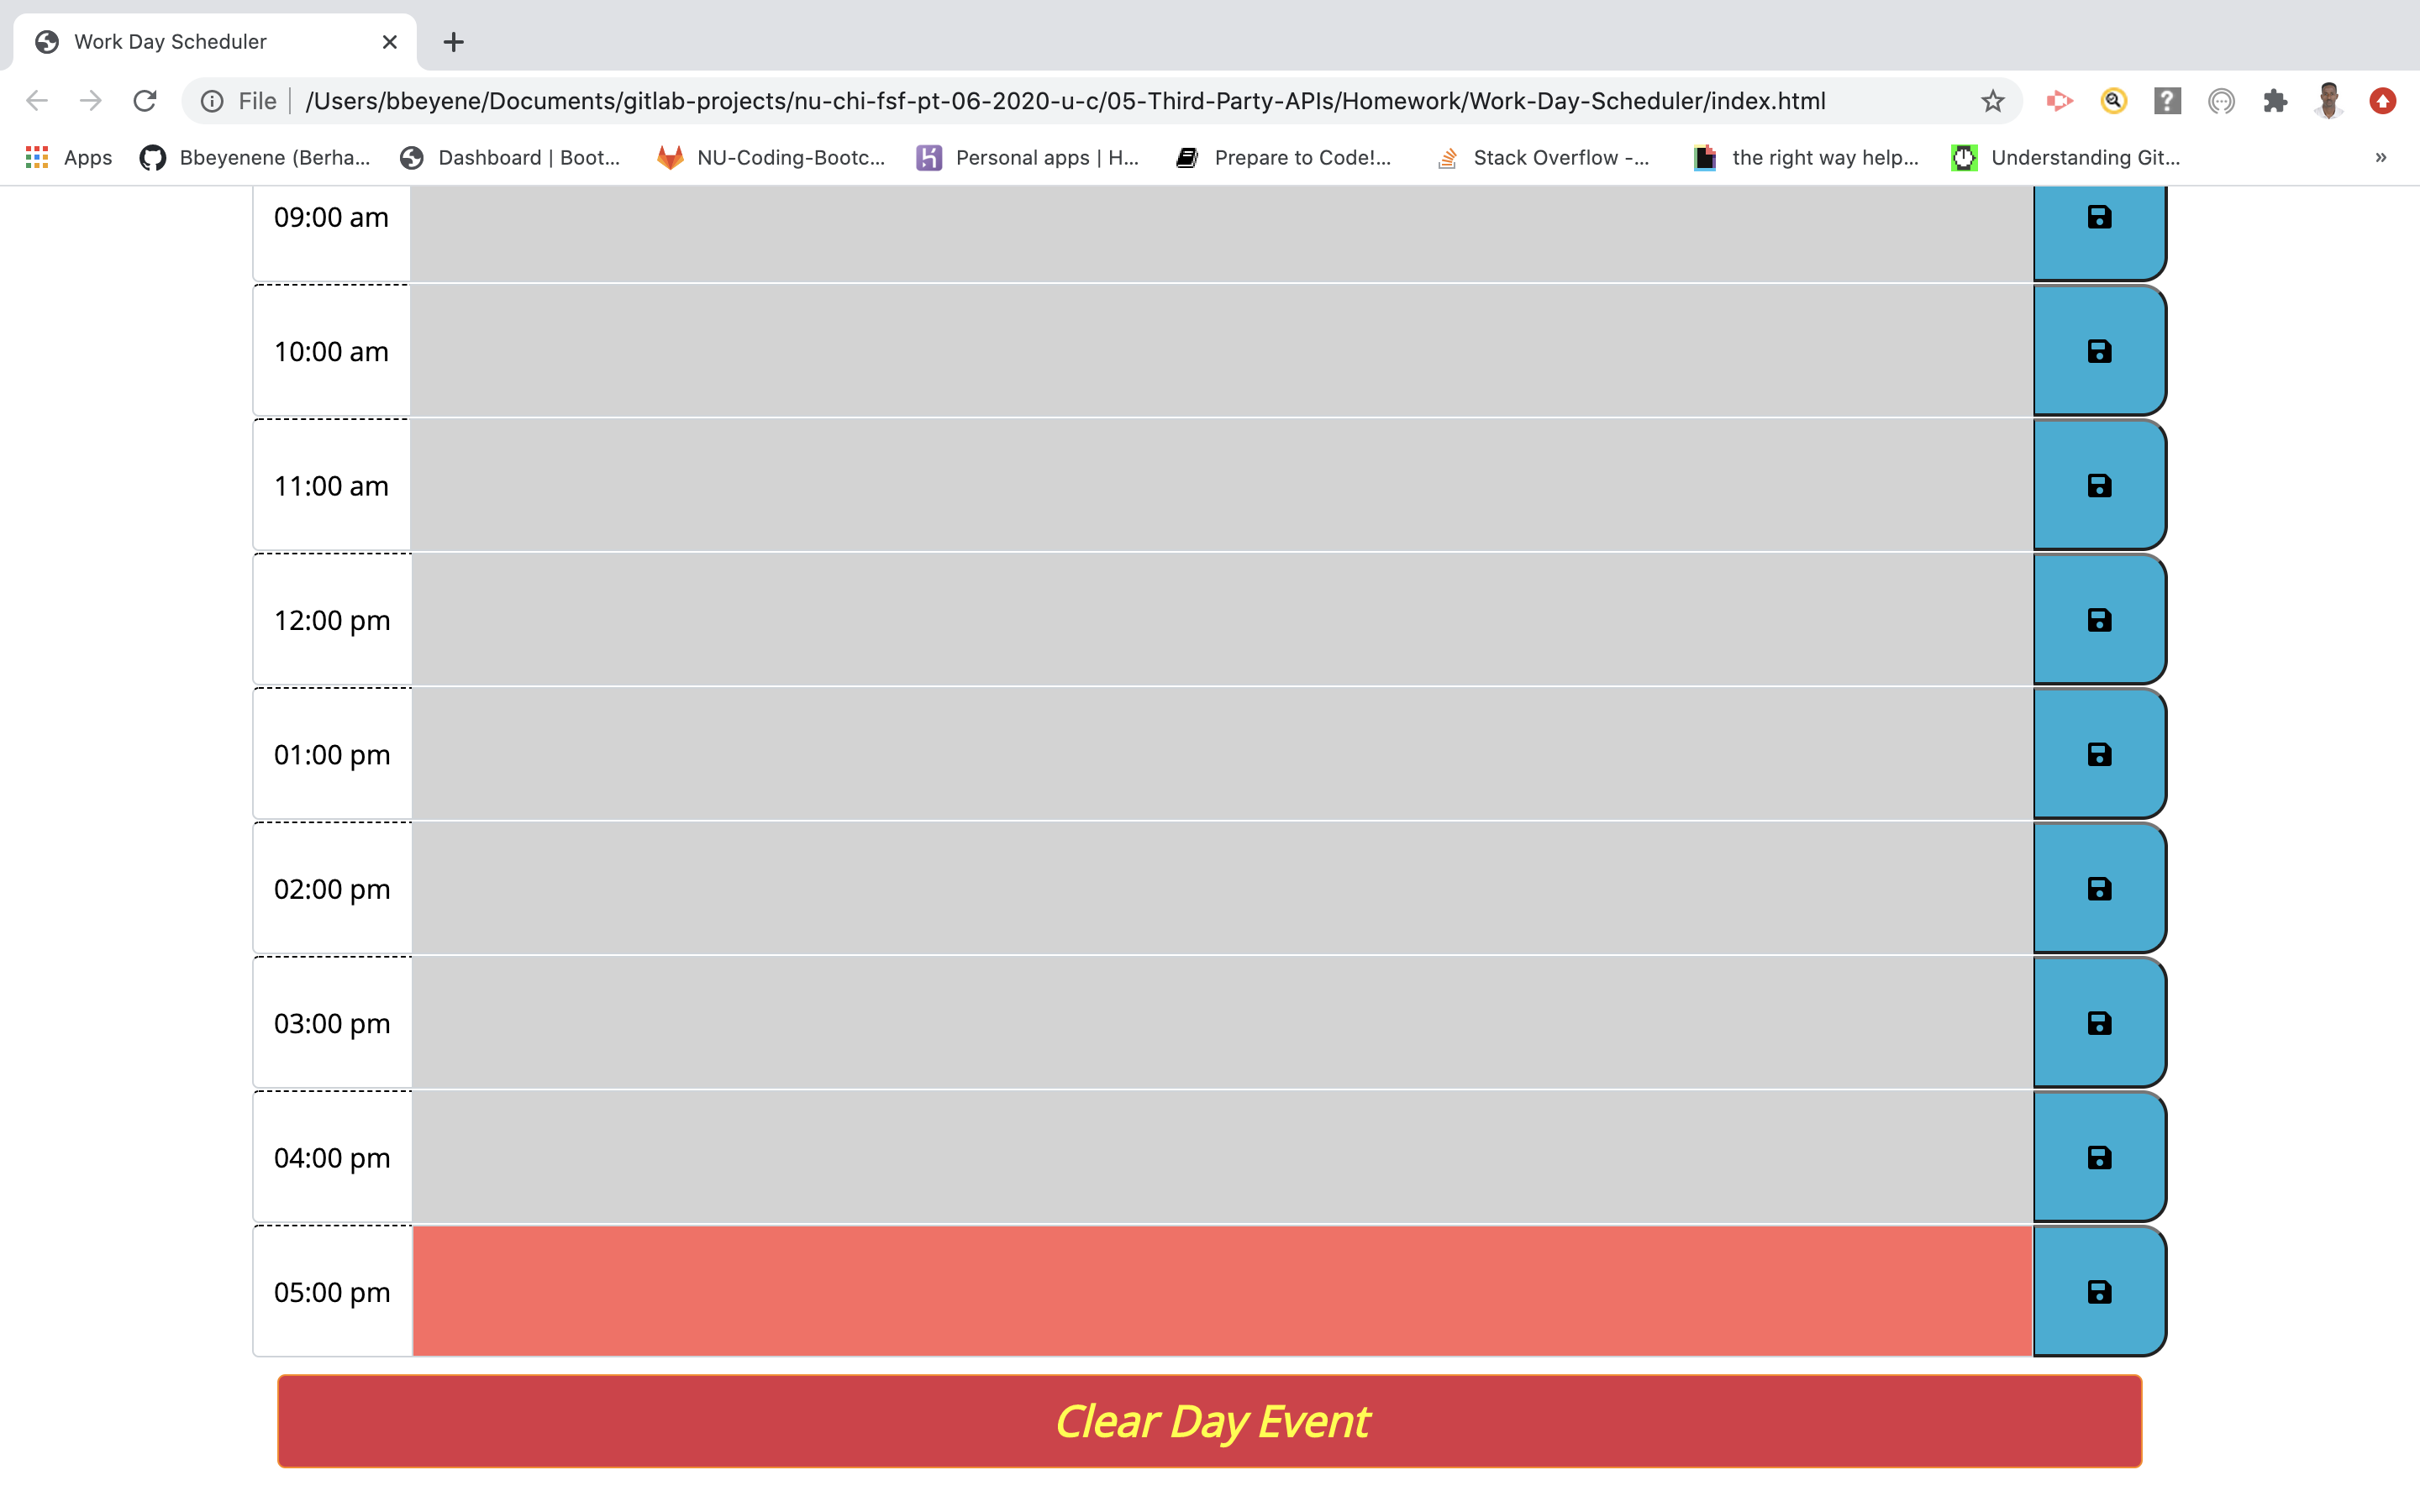 Work Day Scheduler
File /Users/bbeyene/Documents/gitlab-projects/nu-chi-fsf-pt-06-2020-u-c/05-Third-Party-APIs/Homework/Work-Day-Scheduler/index.html
Apps Bbeyenene (Berha... Dashboard | Boot... NU-Coding-Bootc... Personal apps | H... Prepare to Code!... Stack Overflow -... the right way help... Understanding Git... »
09:00 am
10:00 am
11:00 am
12:00 pm
01:00 pm
02:00 pm
03:00 pm
04:00 pm
05:00 pm
Clear Day Event